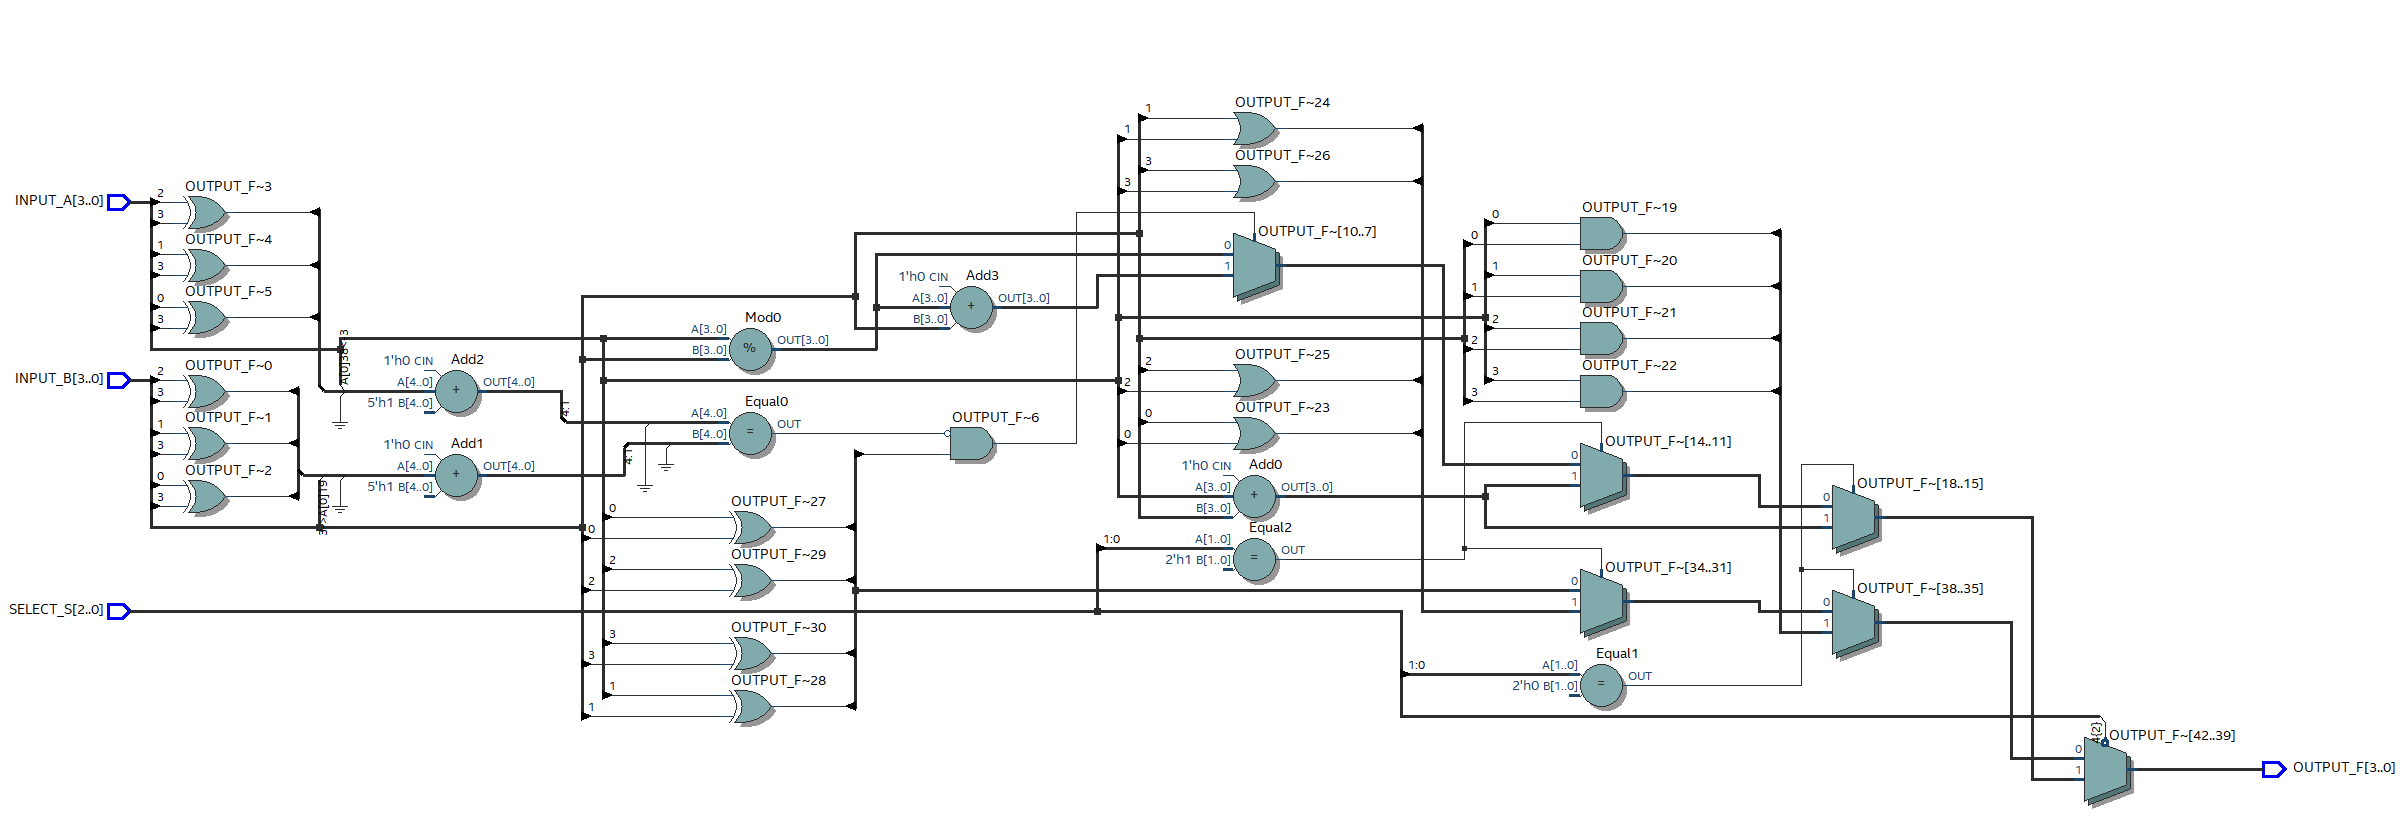 INPUT_A[3..0]
2
3
OUTPUT_F~3
1
3
OUTPUT_F~4
0
3
OUTPUT_F~5
INPUT_B[3..0]
2
3
OUTPUT_F~0
1
3
OUTPUT_F~1
0
3
OUTPUT_F~2
SELECT_S[2..0]
1'h0 CIN
Add2
A[4..0]
5'h1 B[4..0]
OUT[4..0]
4:1
1'h0 CIN
Add1
A[4..0]
5'h1 B[4..0]
OUT[4..0]
Mod0
A[3..0]
B[3..0]
%
OUT[3..0]
Equal0
A[4..0]
B[4..0]
=
OUT
0
0
OUTPUT_F~27
2
2
OUTPUT_F~29
3
3
OUTPUT_F~30
1
1
OUTPUT_F~28
1'h0 CIN
Add3
A[3..0]
B[3..0]
+
OUT[3..0]
OUTPUT_F~6
1
1
OUTPUT_F~24
3
3
OUTPUT_F~26
OUTPUT_F~[10..7]
0
1
2
2
OUTPUT_F~25
0
0
OUTPUT_F~23
1'h0 CIN
Add0
A[3..0]
B[3..0]
+
OUT[3..0]
1:0
Equal2
A[1..0]
2'h1 B[1..0]
=
OUT
0
0
OUTPUT_F~19
1
1
OUTPUT_F~20
2
2
OUTPUT_F~21
3
3
OUTPUT_F~22
OUTPUT_F~[14..11]
0
1
OUTPUT_F~[34..31]
0
1
1:0
Equal1
A[1..0]
2'h0 B[1..0]
=
OUT
OUTPUT_F~[18..15]
0
1
OUTPUT_F~[38..35]
0
1
4{2}
OUTPUT_F~[42..39]
0
1
OUTPUT_F[3..0]